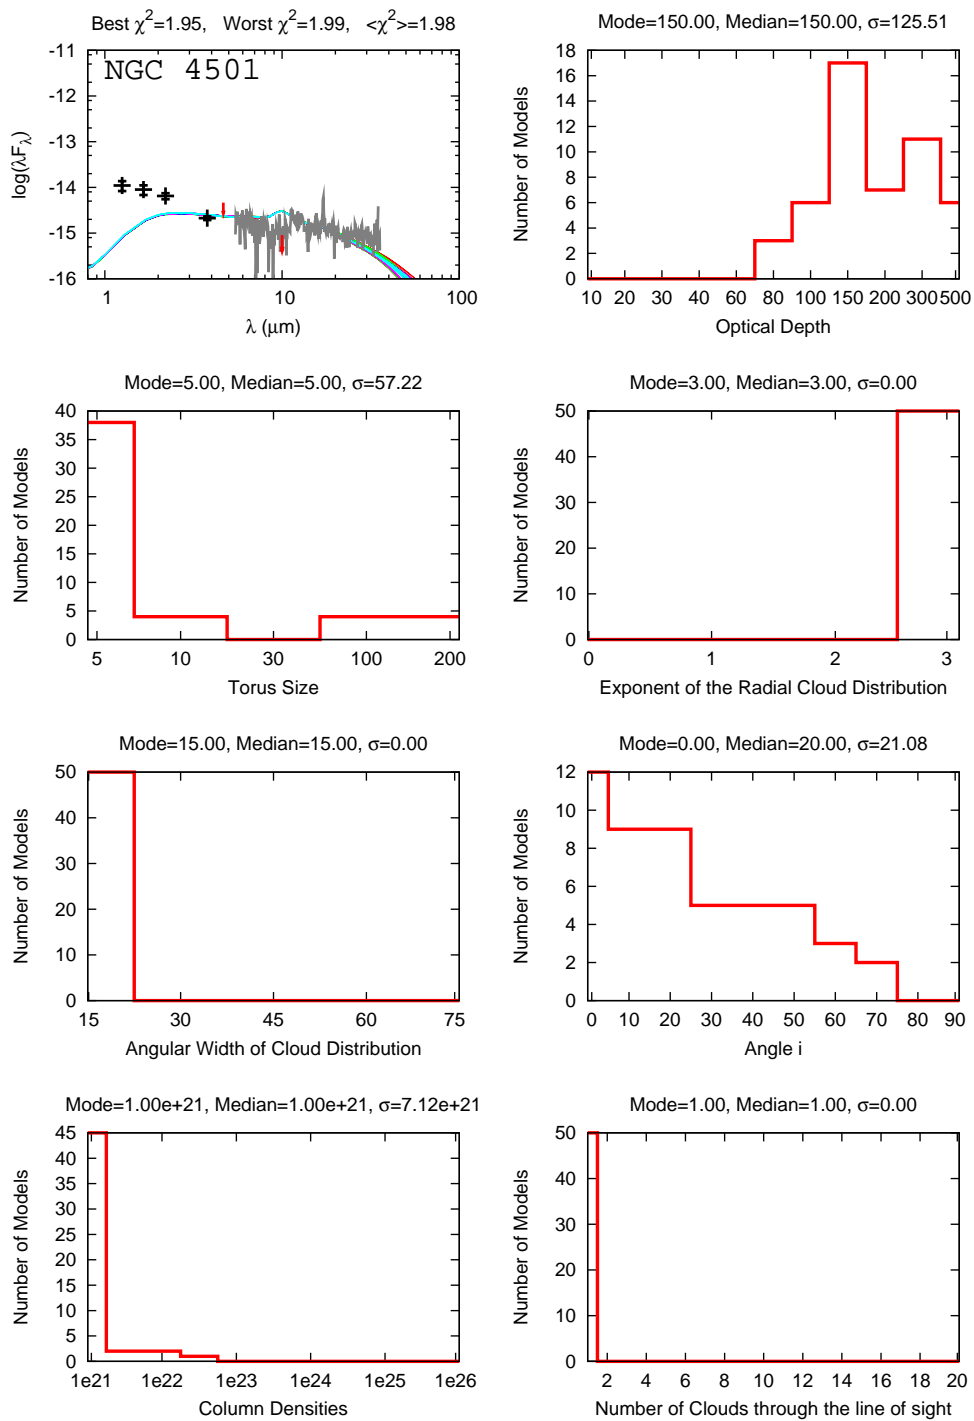 Best χ²=1.95, Worst χ²=1.99, <χ²>=1.98
NGC 4501
log(λFλ)
-11
-12
-13
-14
-15
-16
1 10 100
λ (μm)
Mode=150.00, Median=150.00, σ=125.51
Number of Models
18
16
14
12
10
8
6
4
2
0
10 20 30 40 60 80 100 150 200 300 500
Optical Depth
Mode=5.00, Median=5.00, σ=57.22
Number of Models
40
35
30
25
20
15
10
5
0
5 10 30 100 200
Torus Size
Mode=3.00, Median=3.00, σ=0.00
Number of Models
50
40
30
20
10
0
0 1 2 3
Exponent of the Radial Cloud Distribution
Mode=15.00, Median=15.00, σ=0.00
Number of Models
50
40
30
20
10
0
15 30 45 60 75
Angular Width of Cloud Distribution
Mode=0.00, Median=20.00, σ=21.08
Number of Models
12
10
8
6
4
2
0
0 10 20 30 40 50 60 70 80 90
Angle i
Mode=1.00e+21, Median=1.00e+21, σ=7.12e+21
Number of Models
45
40
35
30
25
20
15
10
5
0
1e21 1e22 1e23 1e24 1e25 1e26
Column Densities
Mode=1.00, Median=1.00, σ=0.00
Number of Models
50
40
30
20
10
0
2 4 6 8 10 12 14 16 18 20
Number of Clouds through the line of sight